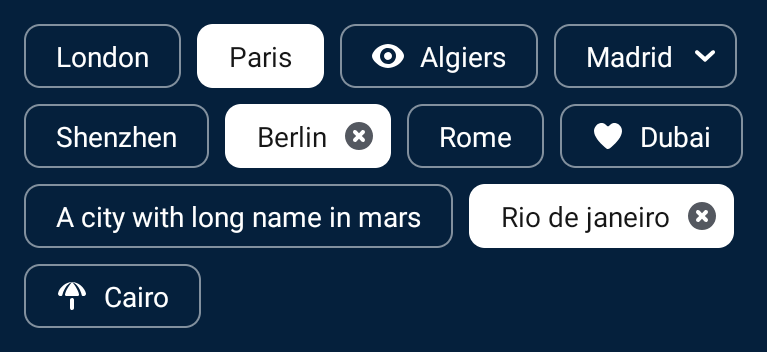 London Paris Algiers Madrid
Shenzhen Berlin Rome Dubai
A city with long name in mars Rio de janeiro
Cairo